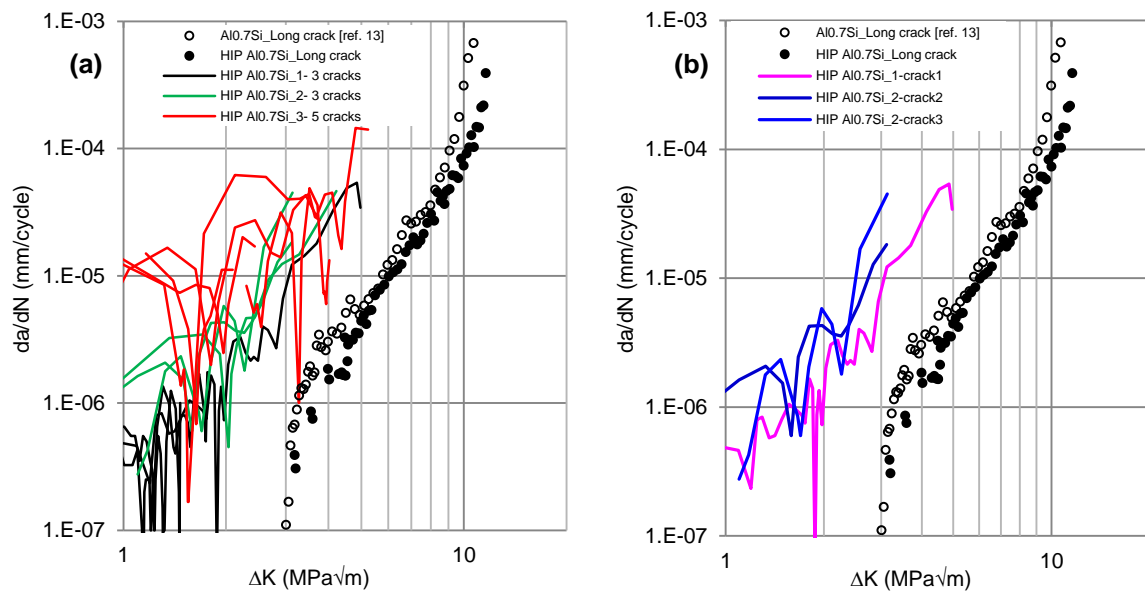 (a)
Al0.7Si_Long crack [ref. 13]
HIP Al0.7Si_Long crack
HIP Al0.7Si_1- 3 cracks
HIP Al0.7Si_2- 3 cracks
HIP Al0.7Si_3- 5 cracks
1.E-03
1.E-04
1.E-05
1.E-06
1.E-07
da/dN (mm/cycle)
1
10
ΔK (MPa√m)
(b)
Al0.7Si_Long crack [ref. 13]
HIP Al0.7Si_Long crack
HIP Al0.7Si_1-crack1
HIP Al0.7Si_2-crack2
HIP Al0.7Si_2-crack3
1.E-03
1.E-04
1.E-05
1.E-06
1.E-07
da/dN (mm/cycle)
1
10
ΔK (MPa√m)